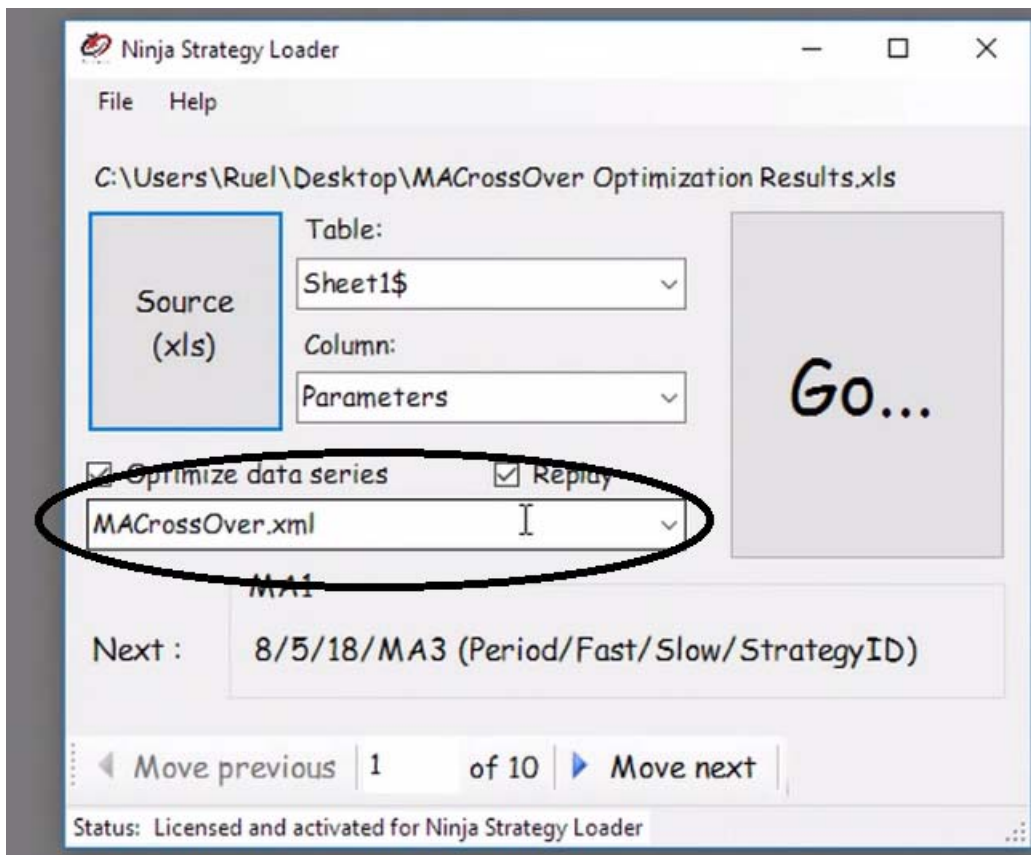 Ninja Strategy Loader
File Help
C:\Users\Ruel\Desktop\MACrossOver Optimization Results.xls
Table:
Sheet1$
Source
(xls)
Column:
Parameters
Go...
Optimize data series Replay
MACrossOver.xml
MA1
Next : 8/5/18/MA3 (Period/Fast/Slow/StrategyID)
Move previous 1 of 10 Move next
Status: Licensed and activated for Ninja Strategy Loader